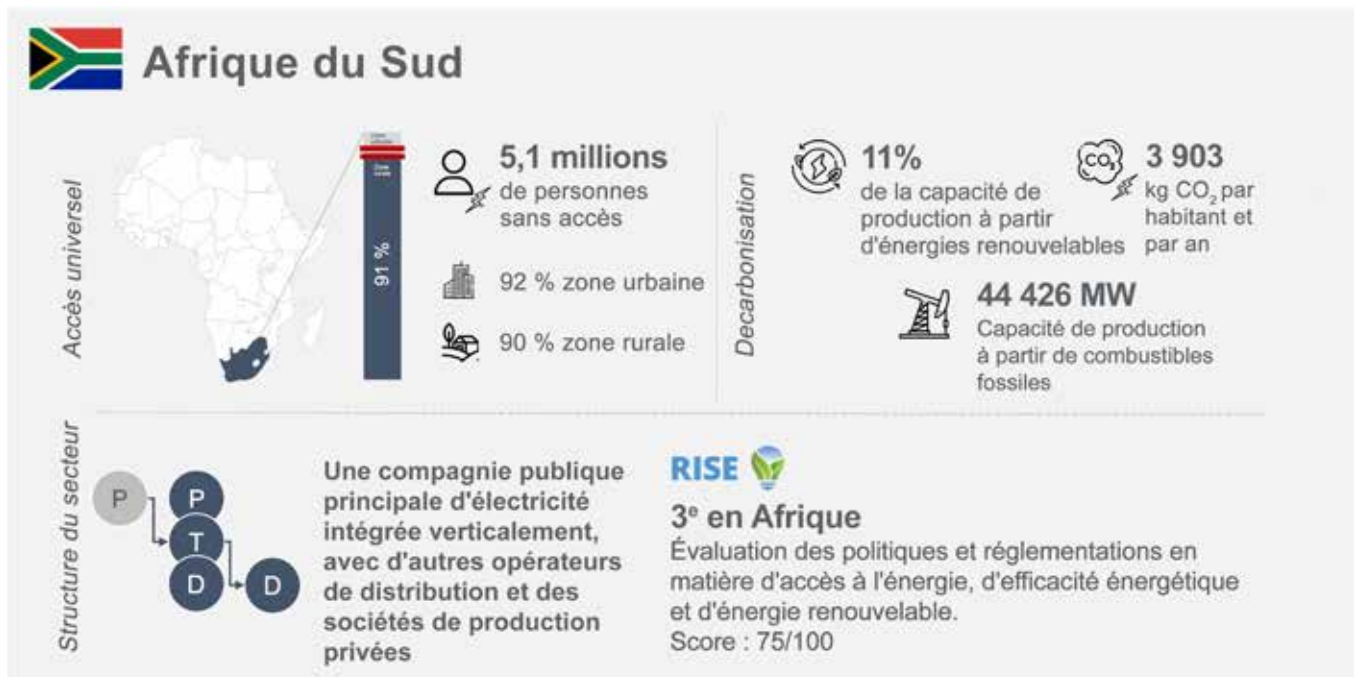 Afrique du Sud
Accès universel
91 %
5,1 millions
de personnes
sans accès
92 % zone urbaine
90 % zone rurale
Decarbonisation
11%
de la capacité de
production à partir
d'énergies renouvelables
CO₂
3 903
kg CO₂ par
habitant et
par an
44 426 MW
Capacité de production
à partir de combustibles
fossiles
Structure du secteur
P
P
T
D
D
Une compagnie publique
principale d'électricité
intégrée verticalement,
avec d'autres opérateurs
de distribution et des
sociétés de production
privées
RISE
3e en Afrique
Évaluation des politiques et réglementations en
matière d'accès à l'énergie, d'efficacité énergétique
et d'énergie renouvelable.
Score : 75/100